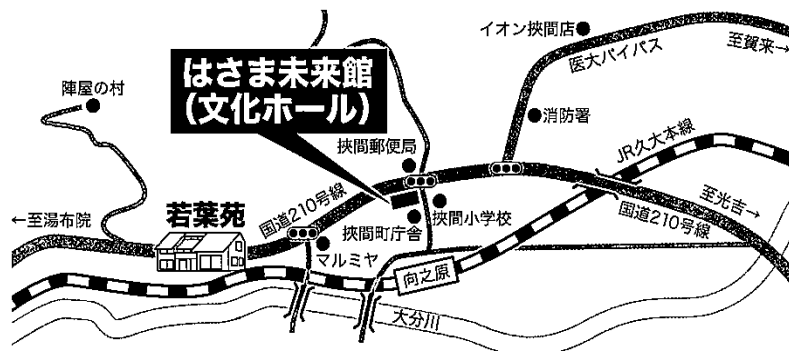 イオン挾間店
至賀来→
医大バイパス
はさま未来館
(文化ホール)
陣屋の村
消防署
挾間郵便局
JR久大本線
国道210号線
至光吉→
国道210号線
←至湯布院
若葉苑
挾間小学校
挾間町庁舎
マルミヤ
向之原
大分川